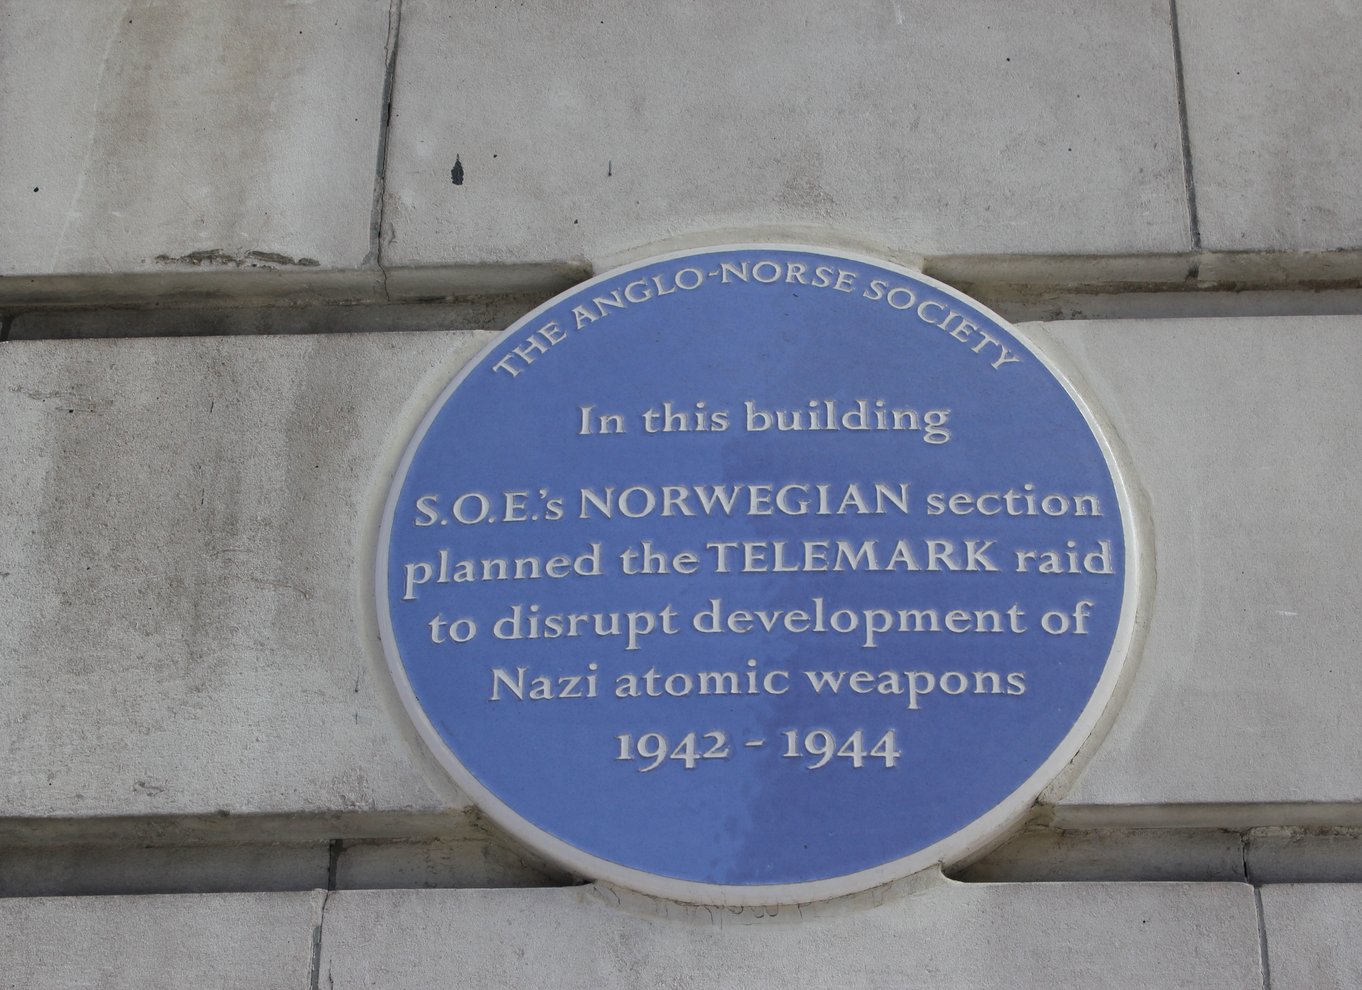 THE ANGLO-NORSE SOCIETY
In this building
S.O.E.'s NORWEGIAN section
planned the TELEMARK raid
to disrupt development of
Nazi atomic weapons
1942 - 1944